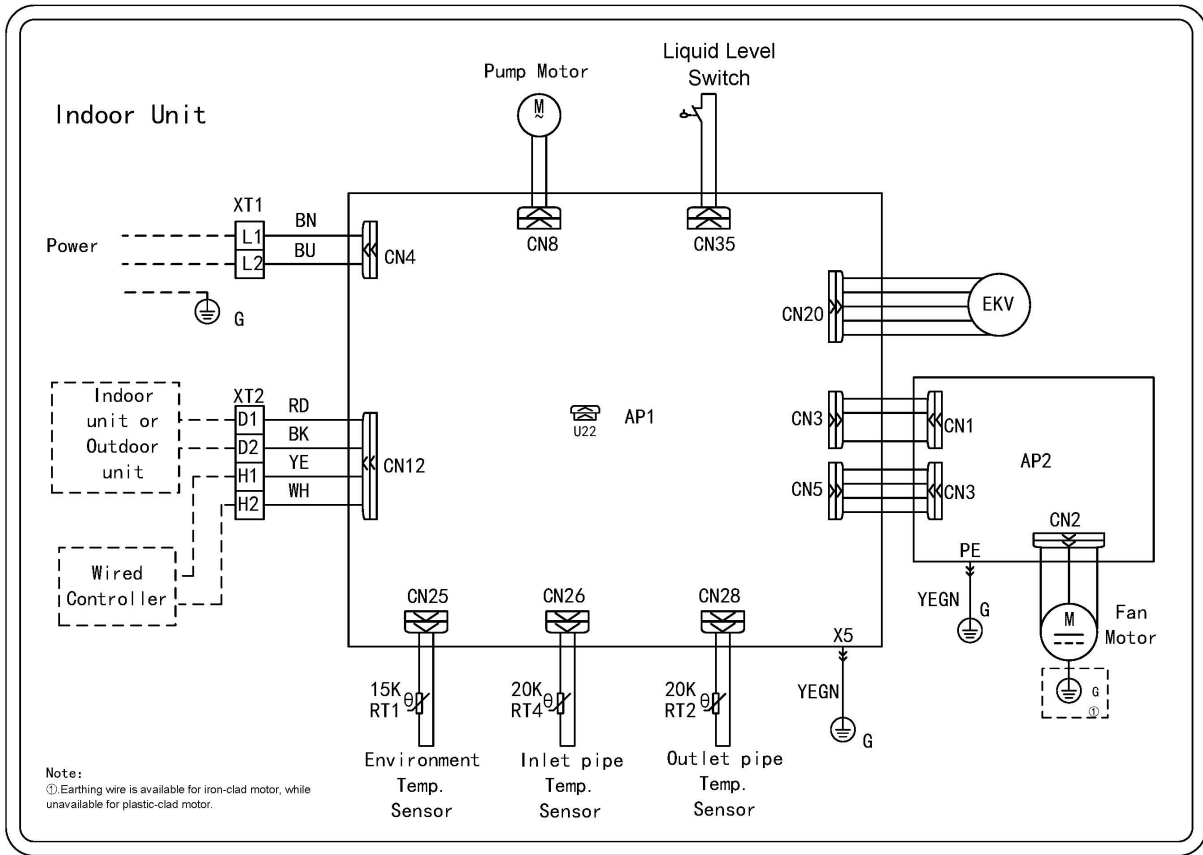 Indoor Unit
Pump Motor
M
~
CN8
Liquid Level
Switch
CN35
Power
XT1
L1
L2
BN
BU
CN4
G
Indoor
unit or
Outdoor
unit
XT2
D1
D2
H1
H2
RD
BK
YE
WH
CN12
Wired
Controller
U22
AP1
CN20
EKV
CN3
CN1
CN5
CN3
AP2
CN2
PE
YEGN
G
M
Fan
Motor
G
①
CN25
CN26
CN28
X5
YEGN
G
15K
RT1
θ
20K
RT4
θ
20K
RT2
θ
Environment
Temp.
Sensor
Inlet pipe
Temp.
Sensor
Outlet pipe
Temp.
Sensor
Note:
①.Earthing wire is available for iron-clad motor, while
unavailable for plastic-clad motor.